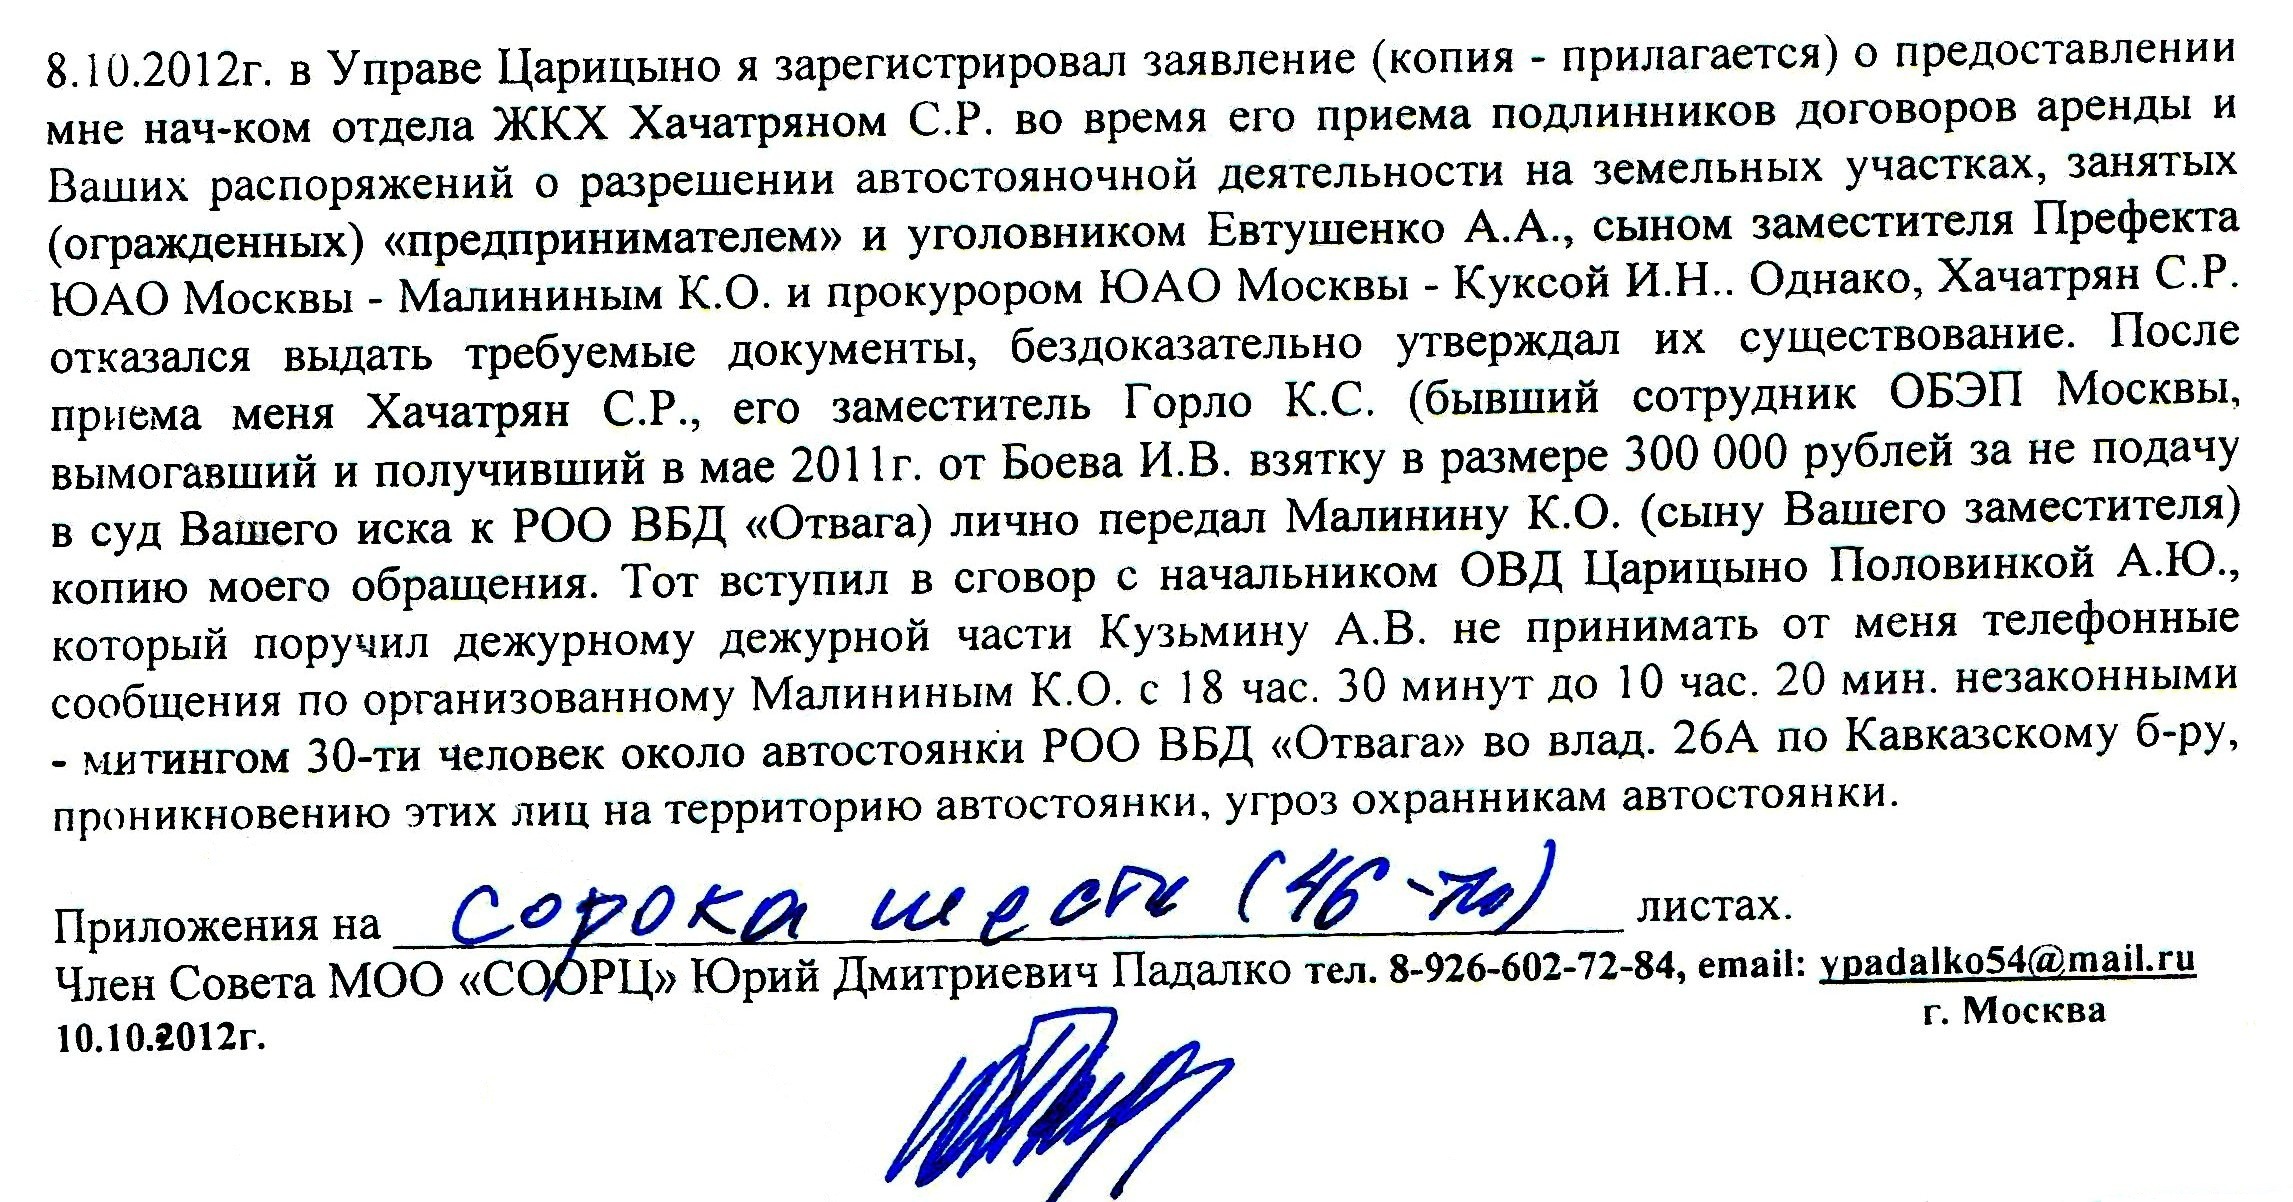 8.10.2012г. в Управе Царицыно я зарегистрировал заявление (копия - прилагается) о предоставлении
мне нач-ком отдела ЖКХ Хачатряном С.Р. во время его приема подлинников договоров аренды и
Ваших распоряжений о разрешении автостояночной деятельности на земельных участках, занятых
(огражденных) «предпринимателем» и уголовником Евтушенко А.А., сыном заместителя Префекта
ЮАО Москвы - Малининым К.О. и прокурором ЮАО Москвы - Куксой И.Н.. Однако, Хачатрян С.Р.
отказался выдать требуемые документы, бездоказательно утверждал их существование. После
приема меня Хачатрян С.Р., его заместитель Горло К.С. (бывший сотрудник ОБЭП Москвы,
вымогавший и получивший в мае 2011г. от Боева И.В. взятку в размере 300 000 рублей за не подачу
в суд Вашего иска к РОО ВБД «Отвага) лично передал Малинину К.О. (сыну Вашего заместителя)
копию моего обращения. Тот вступил в сговор с начальником ОВД Царицыно Половинкой А.Ю.,
который поручил дежурному дежурной части Кузьмину А.В. не принимать от меня телефонные
сообщения по организованному Малининым К.О. с 18 час. 30 минут до 10 час. 20 мин. незаконными
- митингом 30-ти человек около автостоянки РОО ВБД «Отвага» во влад. 26А по Кавказскому б-ру,
проникновению этих лиц на территорию автостоянки, угроз охранникам автостоянки.
Приложения на сорока шести (46-ти) листах.
Член Совета МОО «СООРЦ» Юрий Дмитриевич Падалко тел. 8-926-602-72-84, email: ypadalko54@mail.ru
10.10.2012г. г. Москва